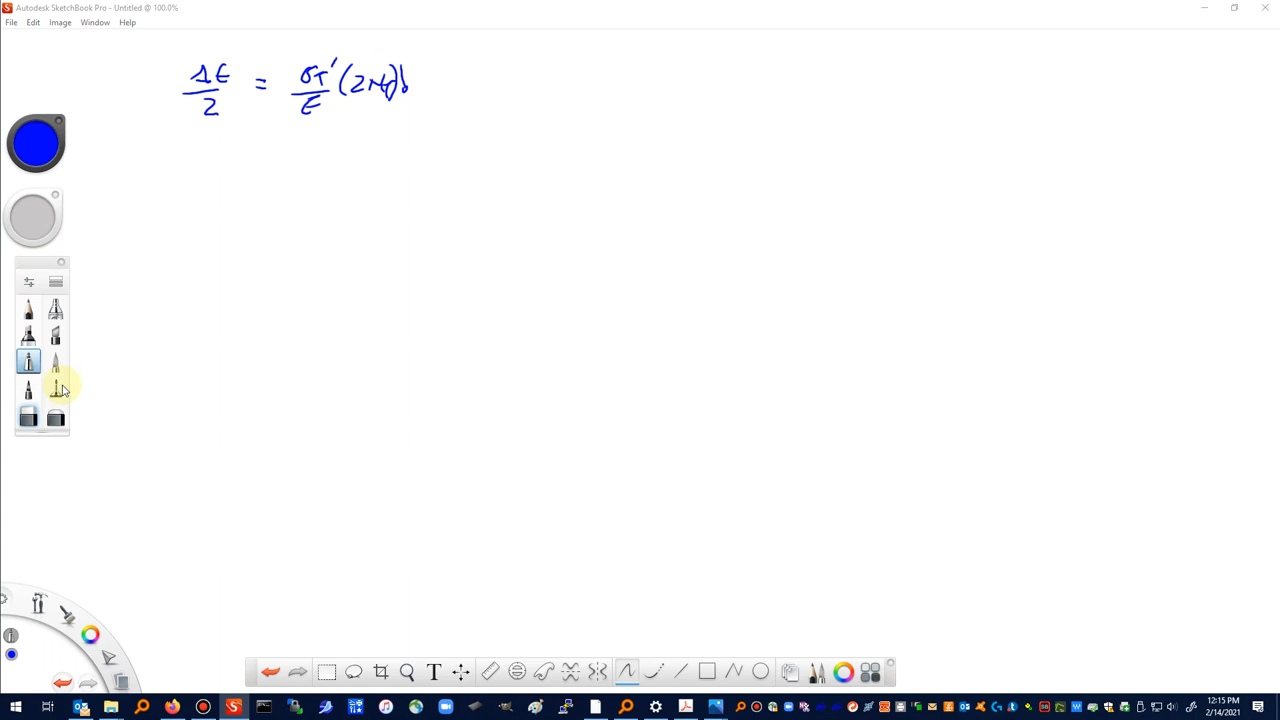 Autodesk SketchBook Pro - Untitled @ 100.0%
File Edit Image Window Help
Δε/2 = σf'/E (2Nf)b
12:15 PM
2/14/2021